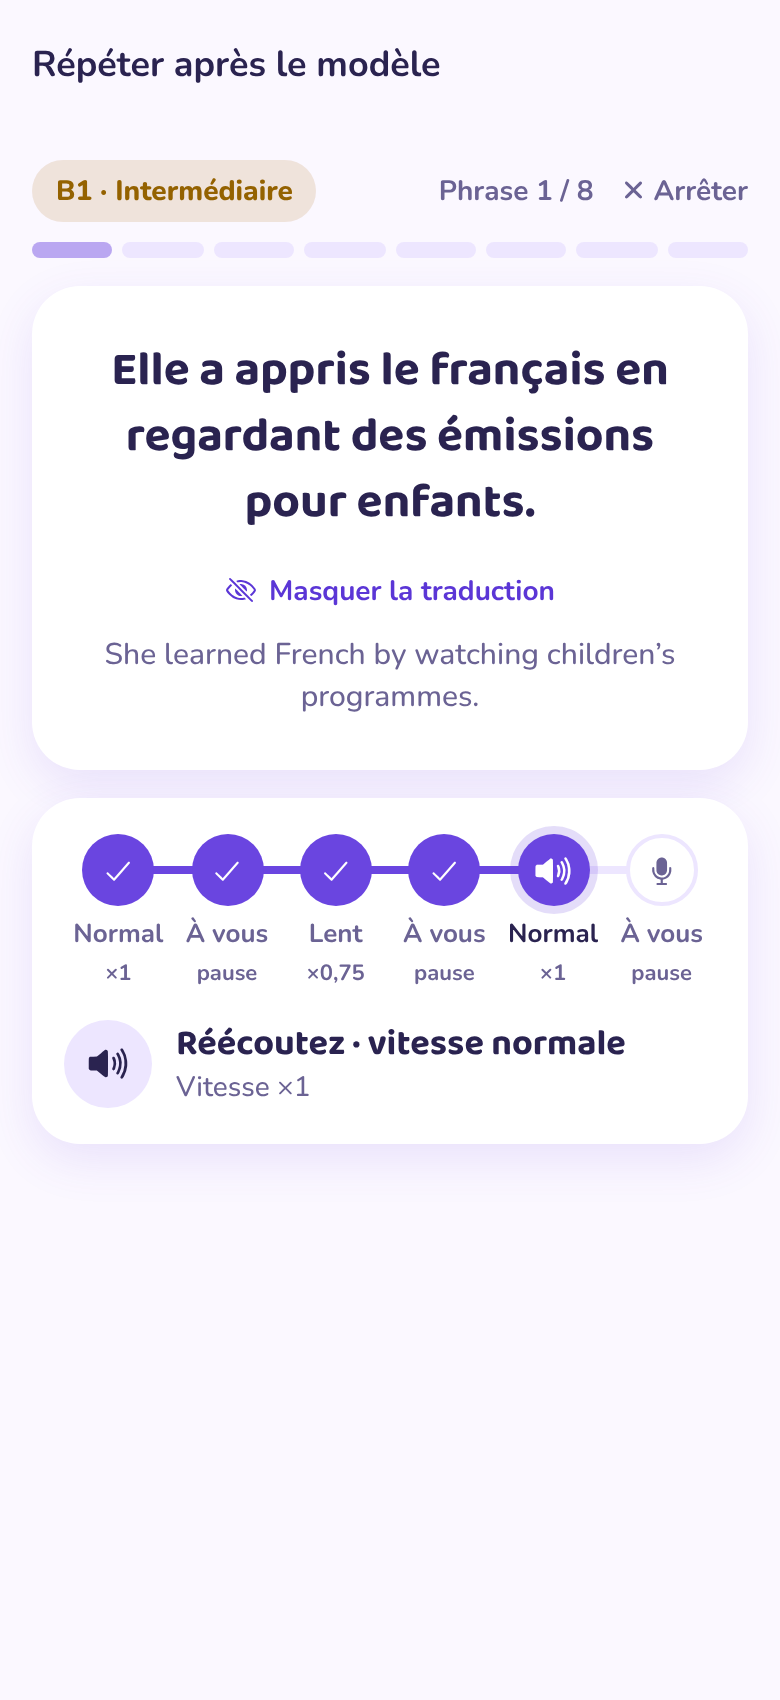 Répéter après le modèle
B1 · Intermédiaire
Phrase 1 / 8
Arrêter
Elle a appris le français en
regardant des émissions
pour enfants.
Masquer la traduction
She learned French by watching children’s
programmes.
Normal À vous Lent À vous Normal À vous
×1 pause ×0,75 pause ×1 pause
Réécoutez · vitesse normale
Vitesse ×1